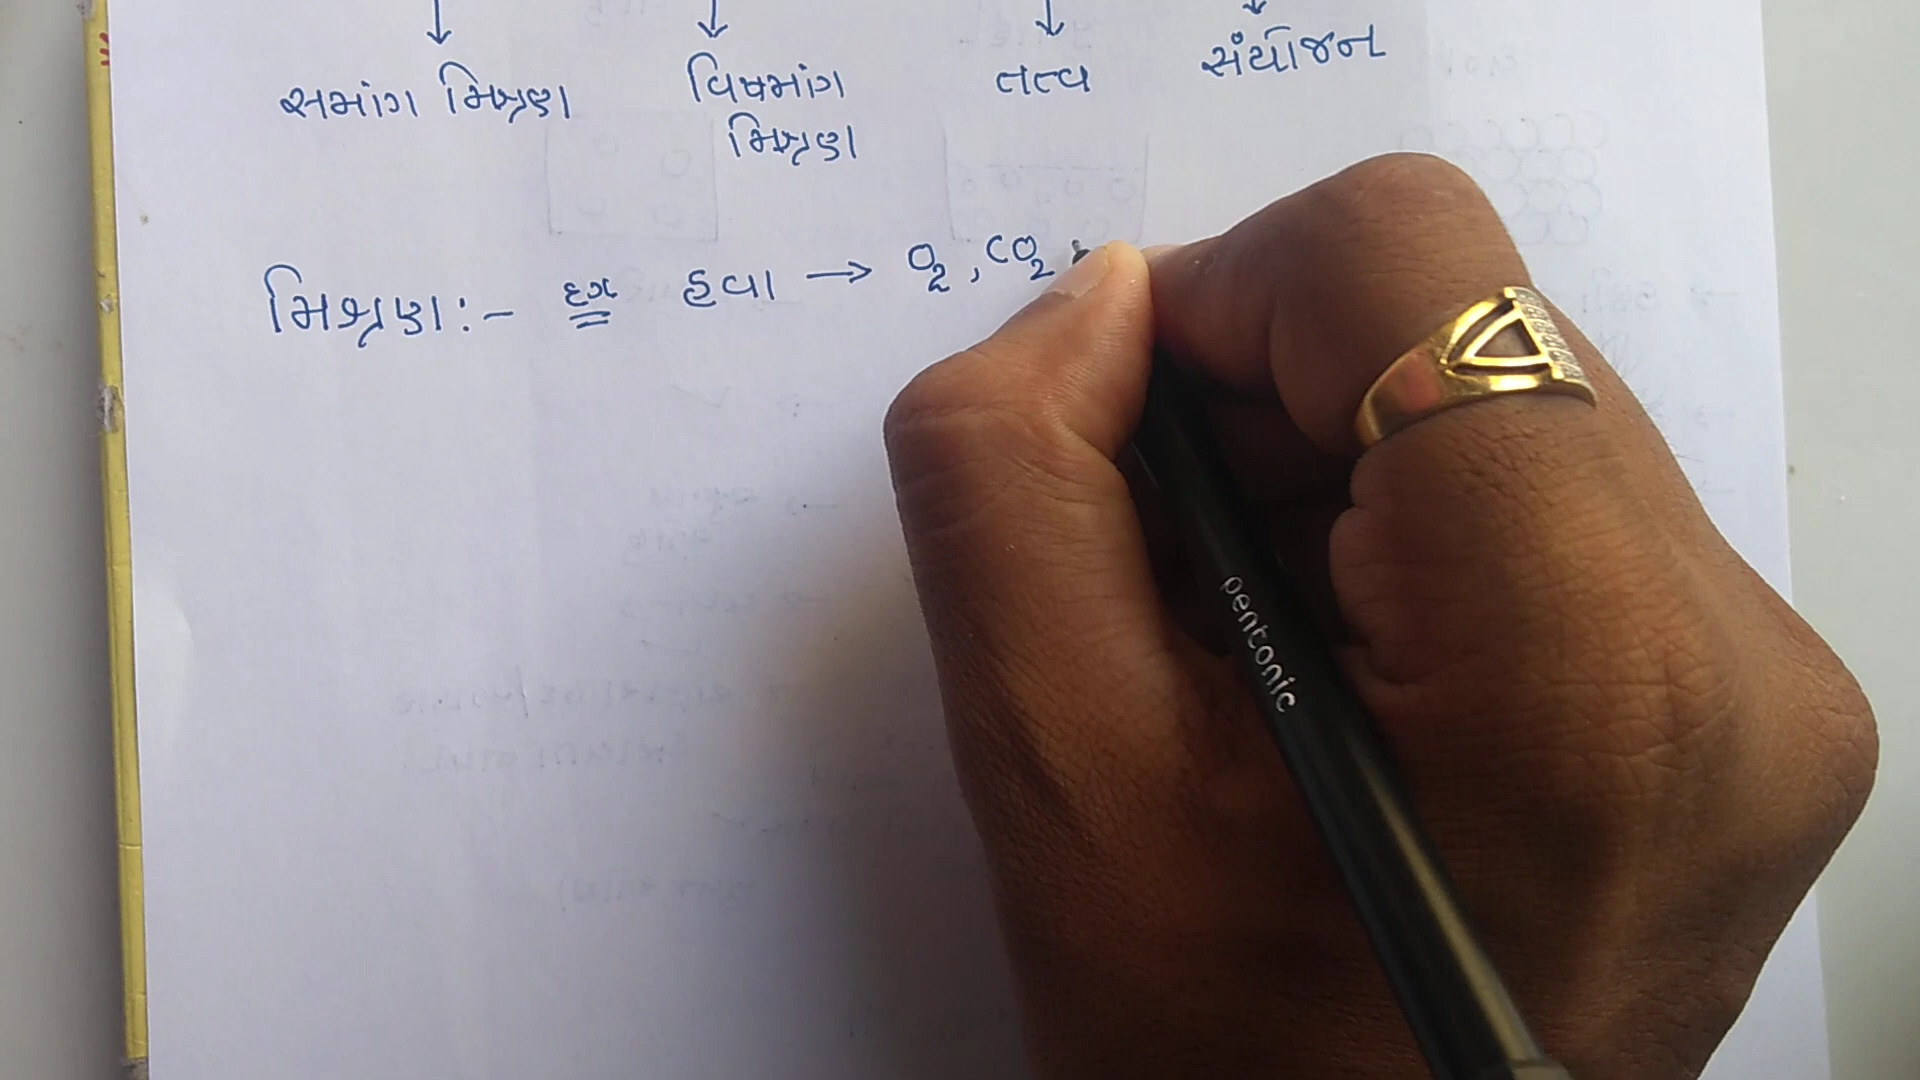 સમાંગ મિશ્રણ વિષમાંગ તત્વ સંયોજન
મિશ્રણ
મિશ્રણ :- દા.ત હવા → O₂, CO₂
pentonic